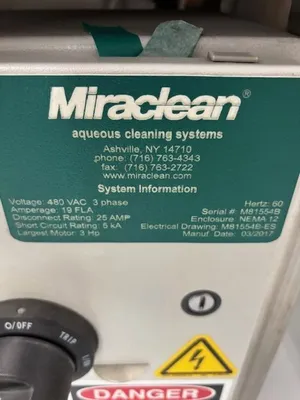 Miraclean®
aqueous cleaning systems
Ashville, NY 14710
phone: (716) 763-4343
fax: (716) 763-2722
www.miraclean.com
System Information
Voltage: 480 VAC 3 phase Hertz: 60
Amperage: 19 FLA Serial #: M81554B
Disconnect Rating: 25 AMP Enclosure: NEMA 12
Short Circuit Rating: 5 kA Electrical Drawing: M81554B-ES
Largest Motor: 3 Hp Manuf. Date: 03/2017
O/OFF TRIP
DANGER